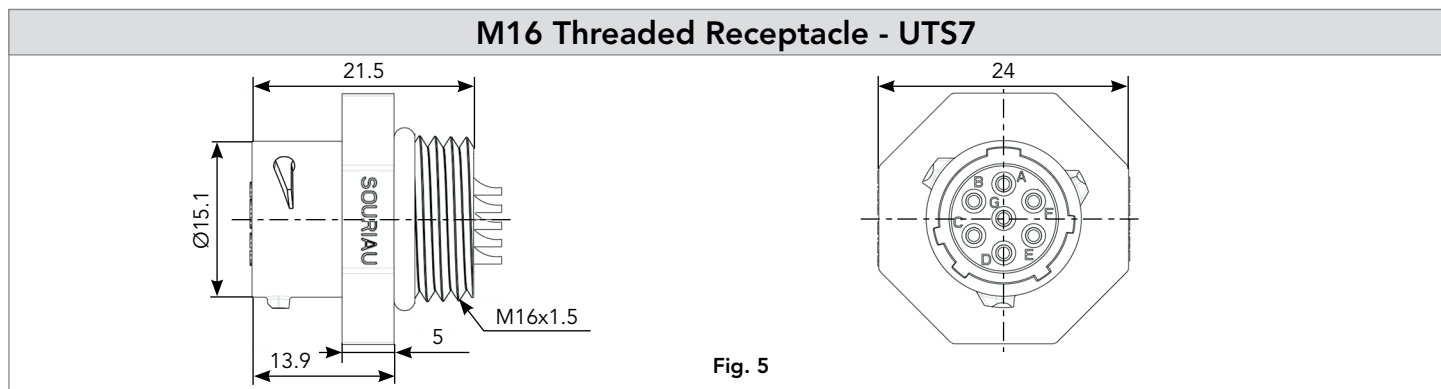 M16 Threaded Receptacle - UTS7
21.5
24
Ø15.1
SOURIAU
B A
G
C E
D E
M16x1.5
5
13.9
Fig. 5